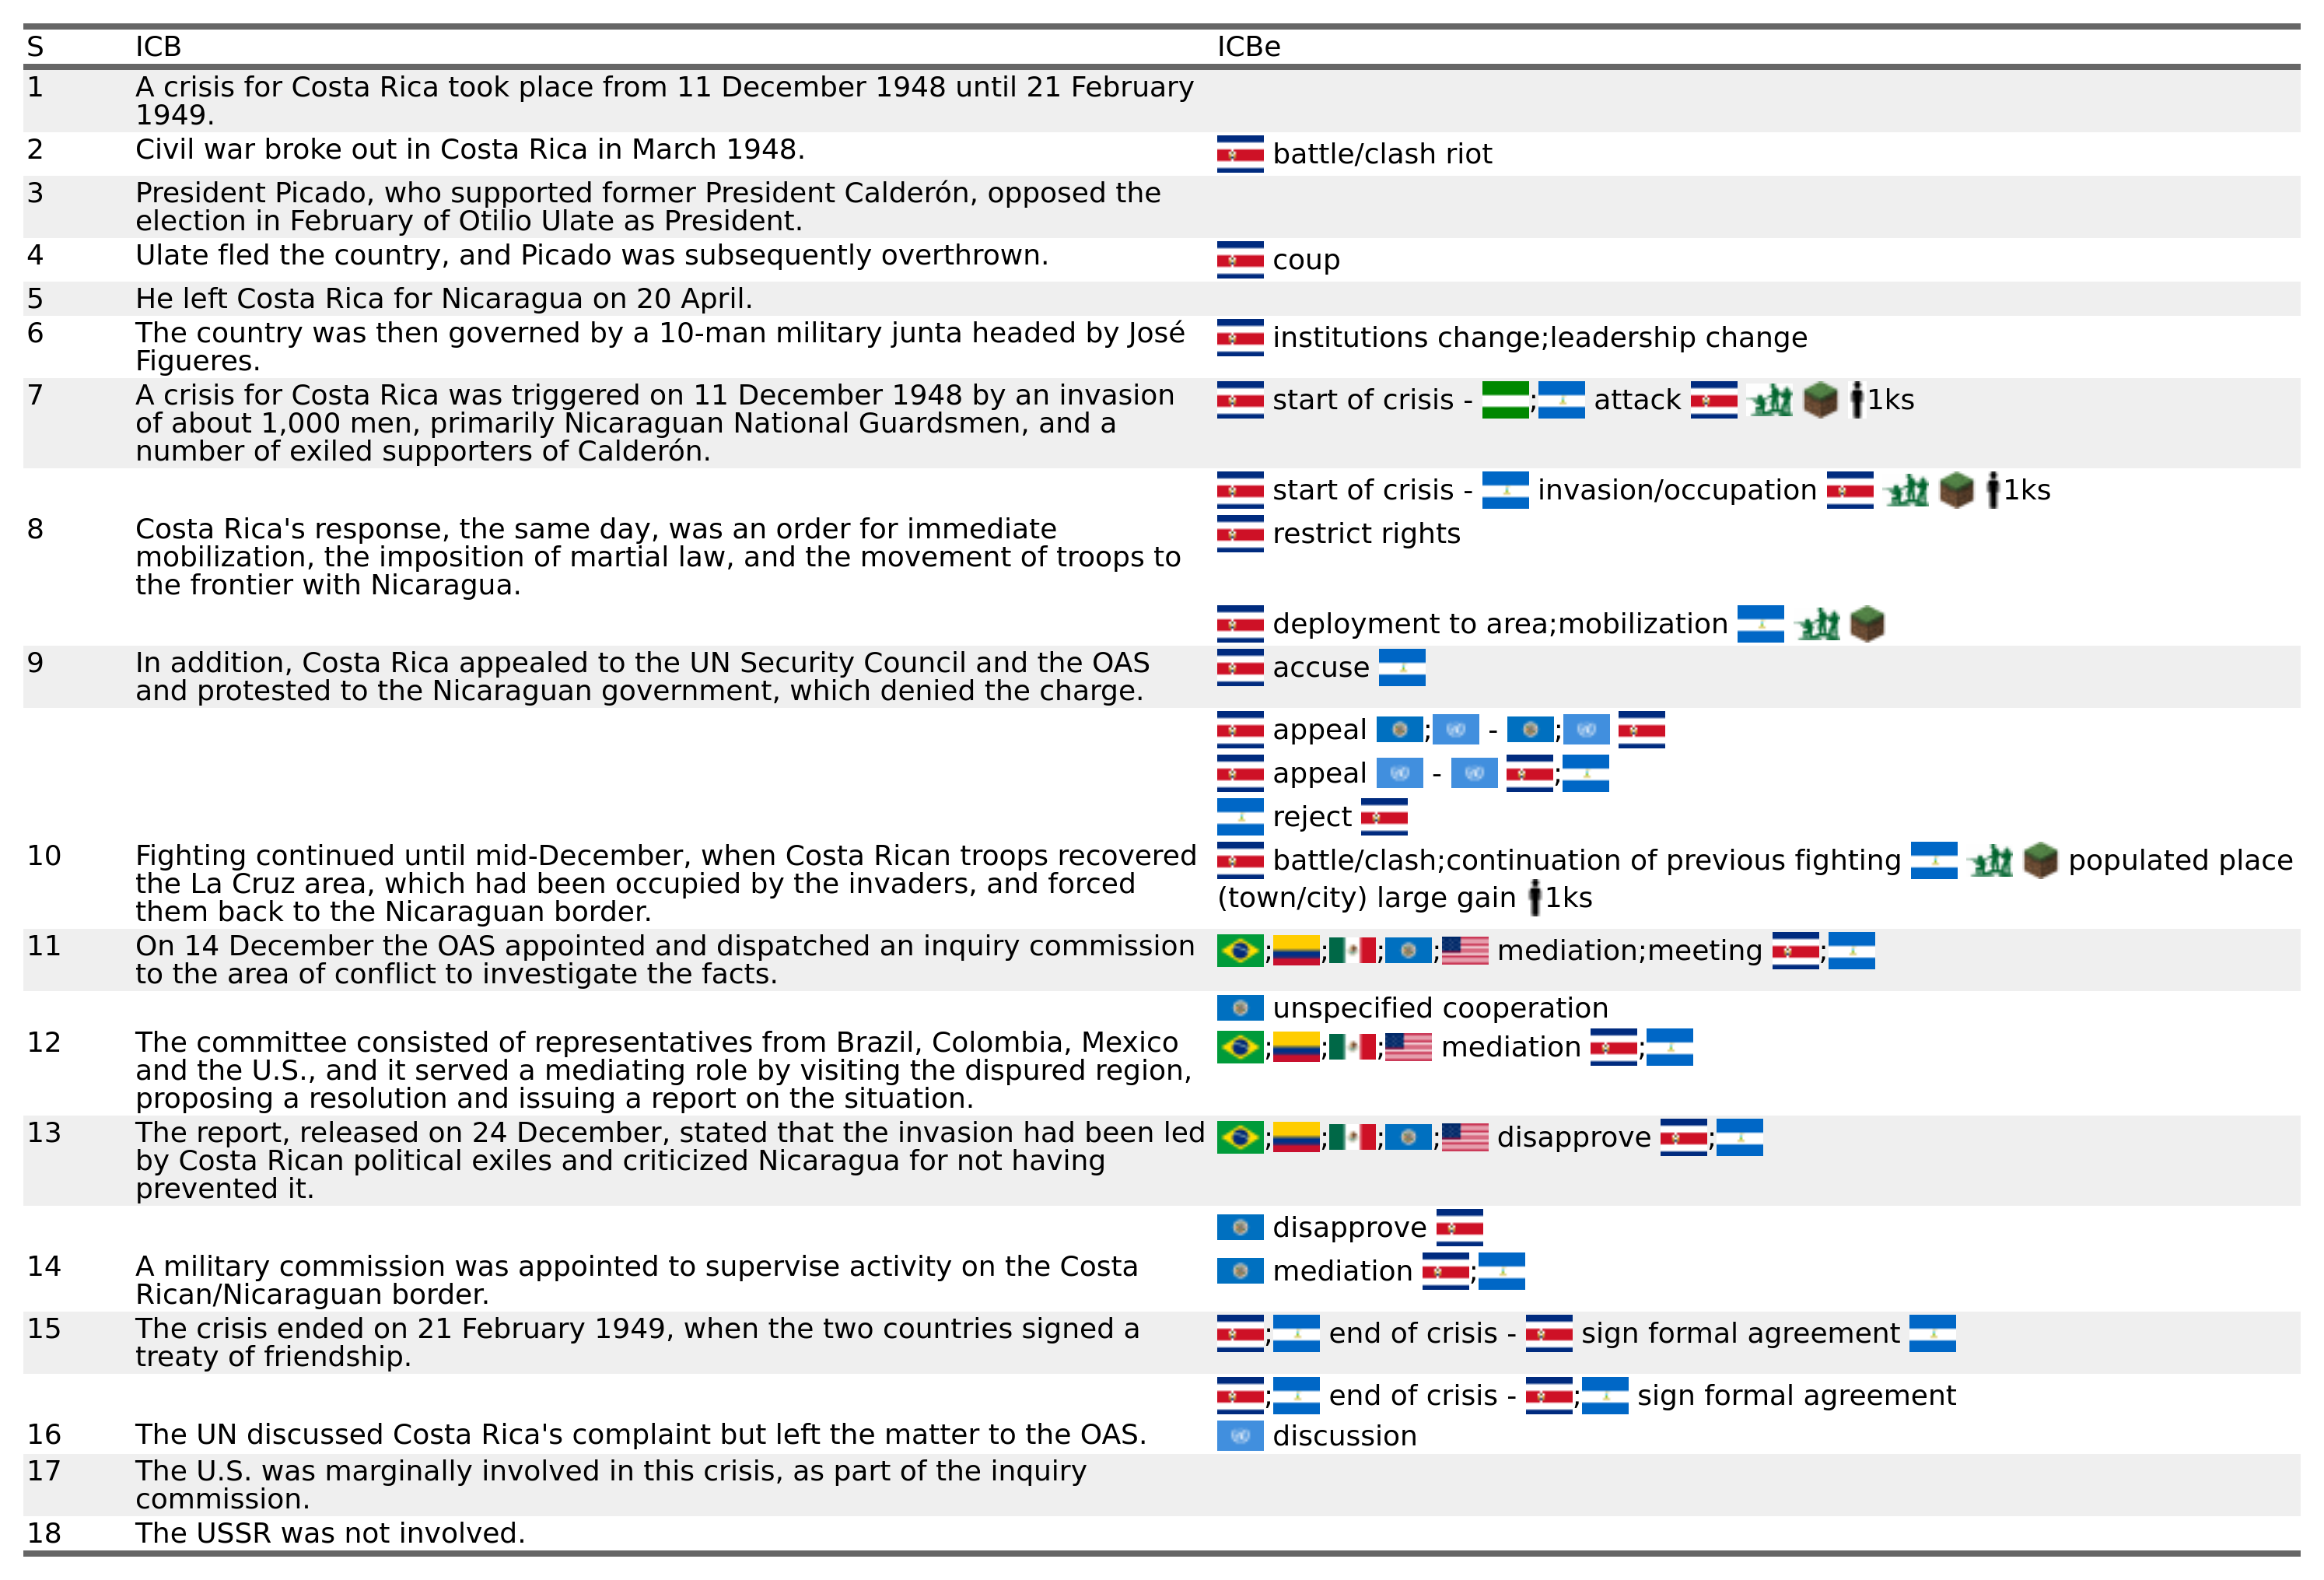 S ICB ICBe
1 A crisis for Costa Rica took place from 11 December 1948 until 21 February
1949.
2 Civil war broke out in Costa Rica in March 1948. battle/clash riot
3 President Picado, who supported former President Calderón, opposed the
election in February of Otilio Ulate as President.
4 Ulate fled the country, and Picado was subsequently overthrown. coup
5 He left Costa Rica for Nicaragua on 20 April.
6 The country was then governed by a 10-man military junta headed by José institutions change;leadership change
Figueres.
7 A crisis for Costa Rica was triggered on 11 December 1948 by an invasion start of crisis - ; attack 1ks
of about 1,000 men, primarily Nicaraguan National Guardsmen, and a
number of exiled supporters of Calderón.
start of crisis - invasion/occupation 1ks
8 Costa Rica's response, the same day, was an order for immediate restrict rights
mobilization, the imposition of martial law, and the movement of troops to
the frontier with Nicaragua.
deployment to area;mobilization
9 In addition, Costa Rica appealed to the UN Security Council and the OAS accuse
and protested to the Nicaraguan government, which denied the charge.
appeal ; - ;
appeal - ;
reject
10 Fighting continued until mid-December, when Costa Rican troops recovered battle/clash;continuation of previous fighting populated place
the La Cruz area, which had been occupied by the invaders, and forced (town/city) large gain 1ks
them back to the Nicaraguan border.
11 On 14 December the OAS appointed and dispatched an inquiry commission ; ; ; ; mediation;meeting ;
to the area of conflict to investigate the facts.
unspecified cooperation
12 The committee consisted of representatives from Brazil, Colombia, Mexico ; ; ; mediation ;
and the U.S., and it served a mediating role by visiting the dispured region,
proposing a resolution and issuing a report on the situation.
13 The report, released on 24 December, stated that the invasion had been led ; ; ; ; disapprove ;
by Costa Rican political exiles and criticized Nicaragua for not having
prevented it.
disapprove
14 A military commission was appointed to supervise activity on the Costa mediation ;
Rican/Nicaraguan border.
15 The crisis ended on 21 February 1949, when the two countries signed a ; end of crisis - sign formal agreement
treaty of friendship.
; end of crisis - ; sign formal agreement
16 The UN discussed Costa Rica's complaint but left the matter to the OAS. discussion
17 The U.S. was marginally involved in this crisis, as part of the inquiry
commission.
18 The USSR was not involved.